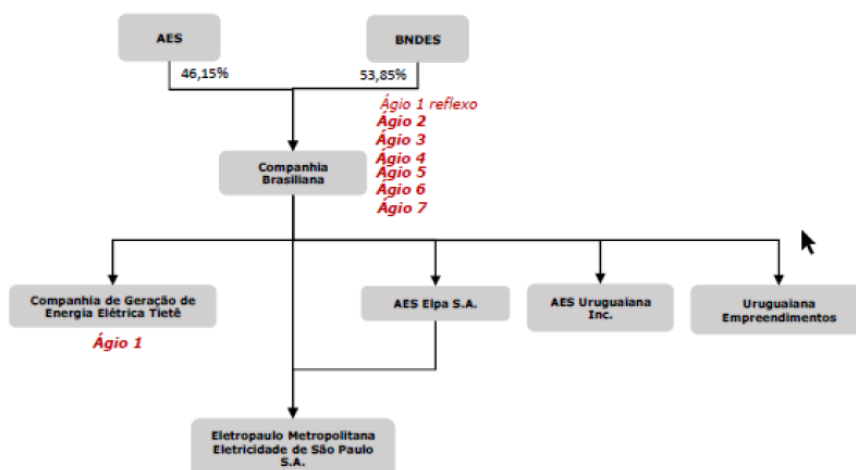 AES
BNDES
46,15%
53,85%
Ágio 1 reflexo
Ágio 2
Ágio 3
Ágio 4
Ágio 5
Ágio 6
Ágio 7
Companhia
Brasiliana
Companhia de Geração de
Energia Elétrica Tietê
Ágio 1
AES Elpa S.A.
AES Uruguaiana
Inc.
Uruguaiana
Empreendimentos
Eletropaulo Metropolitana
Eletricidade de São Paulo
S.A.